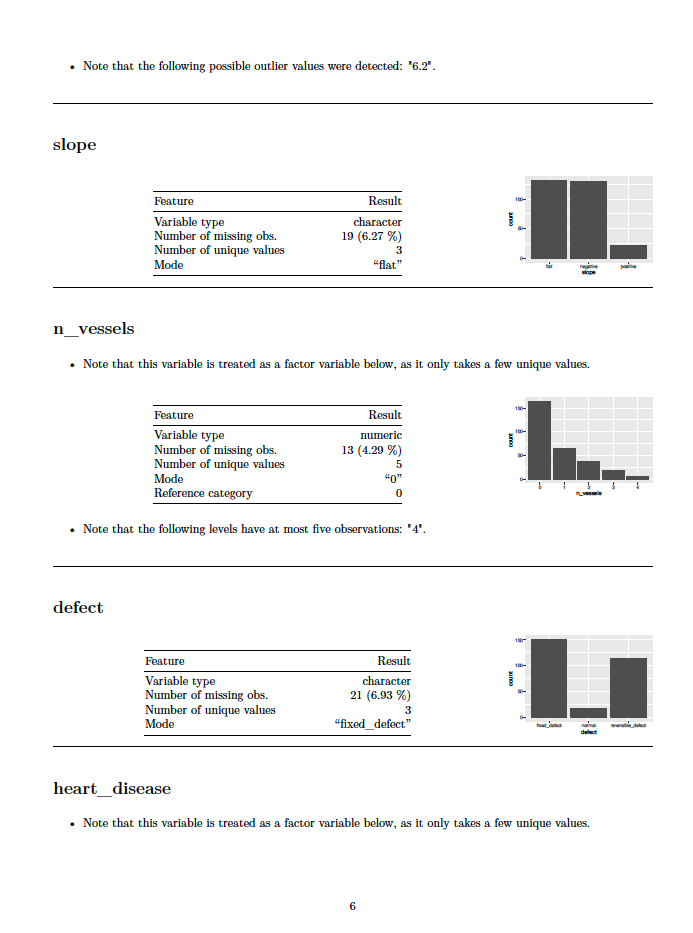 • Note that the following possible outlier values were detected: "6.2".
slope
Feature Result
Variable type character
Number of missing obs. 19 (6.27 %)
Number of unique values 3
Mode “flat”
count
100
50
0
flat negative positive
slope
n_vessels
• Note that this variable is treated as a factor variable below, as it only takes a few unique values.
Feature Result
Variable type numeric
Number of missing obs. 13 (4.29 %)
Number of unique values 5
Mode “0”
Reference category 0
count
150
100
50
0
0 1 2 3 4
n_vessels
• Note that the following levels have at most five observations: "4".
defect
Feature Result
Variable type character
Number of missing obs. 21 (6.93 %)
Number of unique values 3
Mode “fixed_defect”
count
150
100
50
0
fixed_defect normal reversible_defect
defect
heart_disease
• Note that this variable is treated as a factor variable below, as it only takes a few unique values.
6